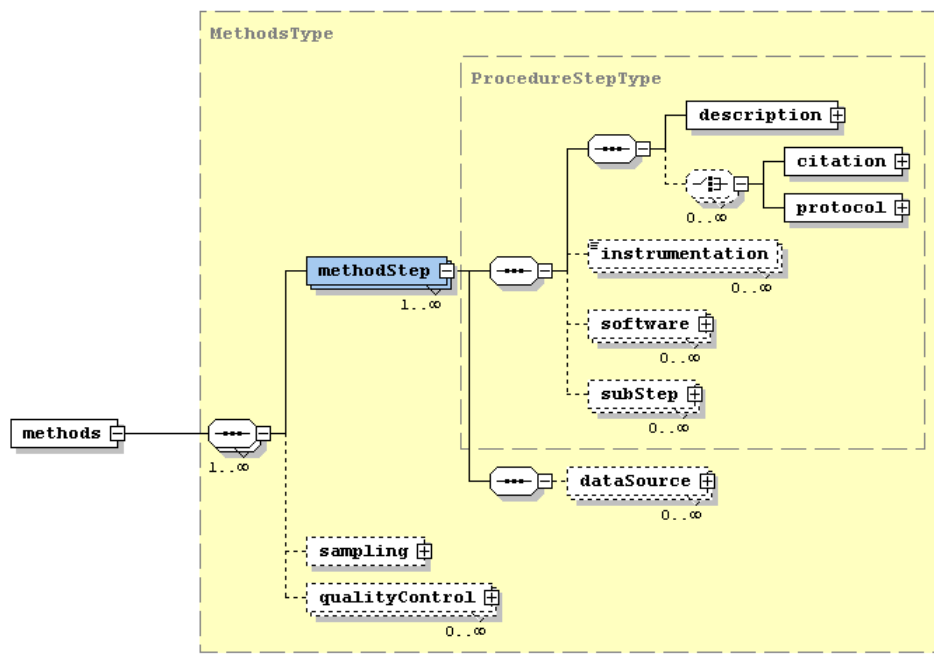 MethodsType
ProcedureStepType
description
citation
0..∞
protocol
instrumentation
0..∞
methodStep
1..∞
software
0..∞
subStep
0..∞
methods
1..∞
dataSource
0..∞
sampling
qualityControl
0..∞